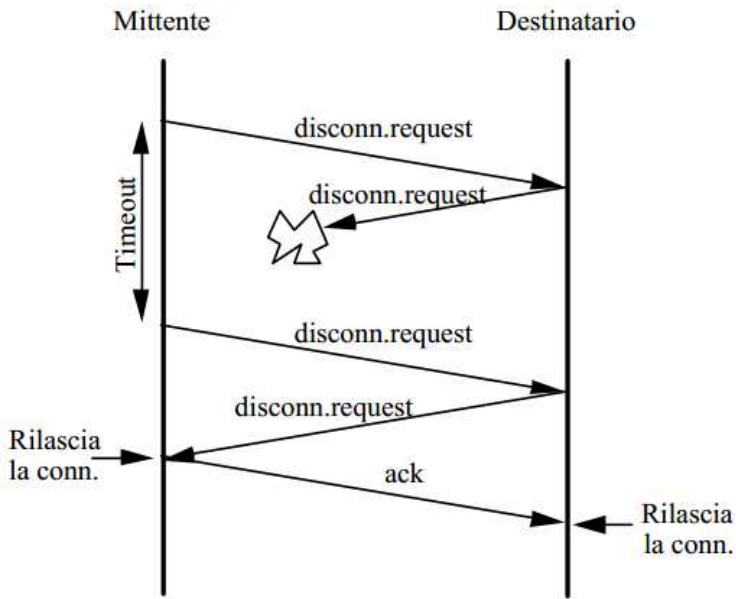 Mittente
Destinatario
disconn.request
disconn.request
Timeout
disconn.request
disconn.request
Rilascia
la conn.
ack
Rilascia
la conn.